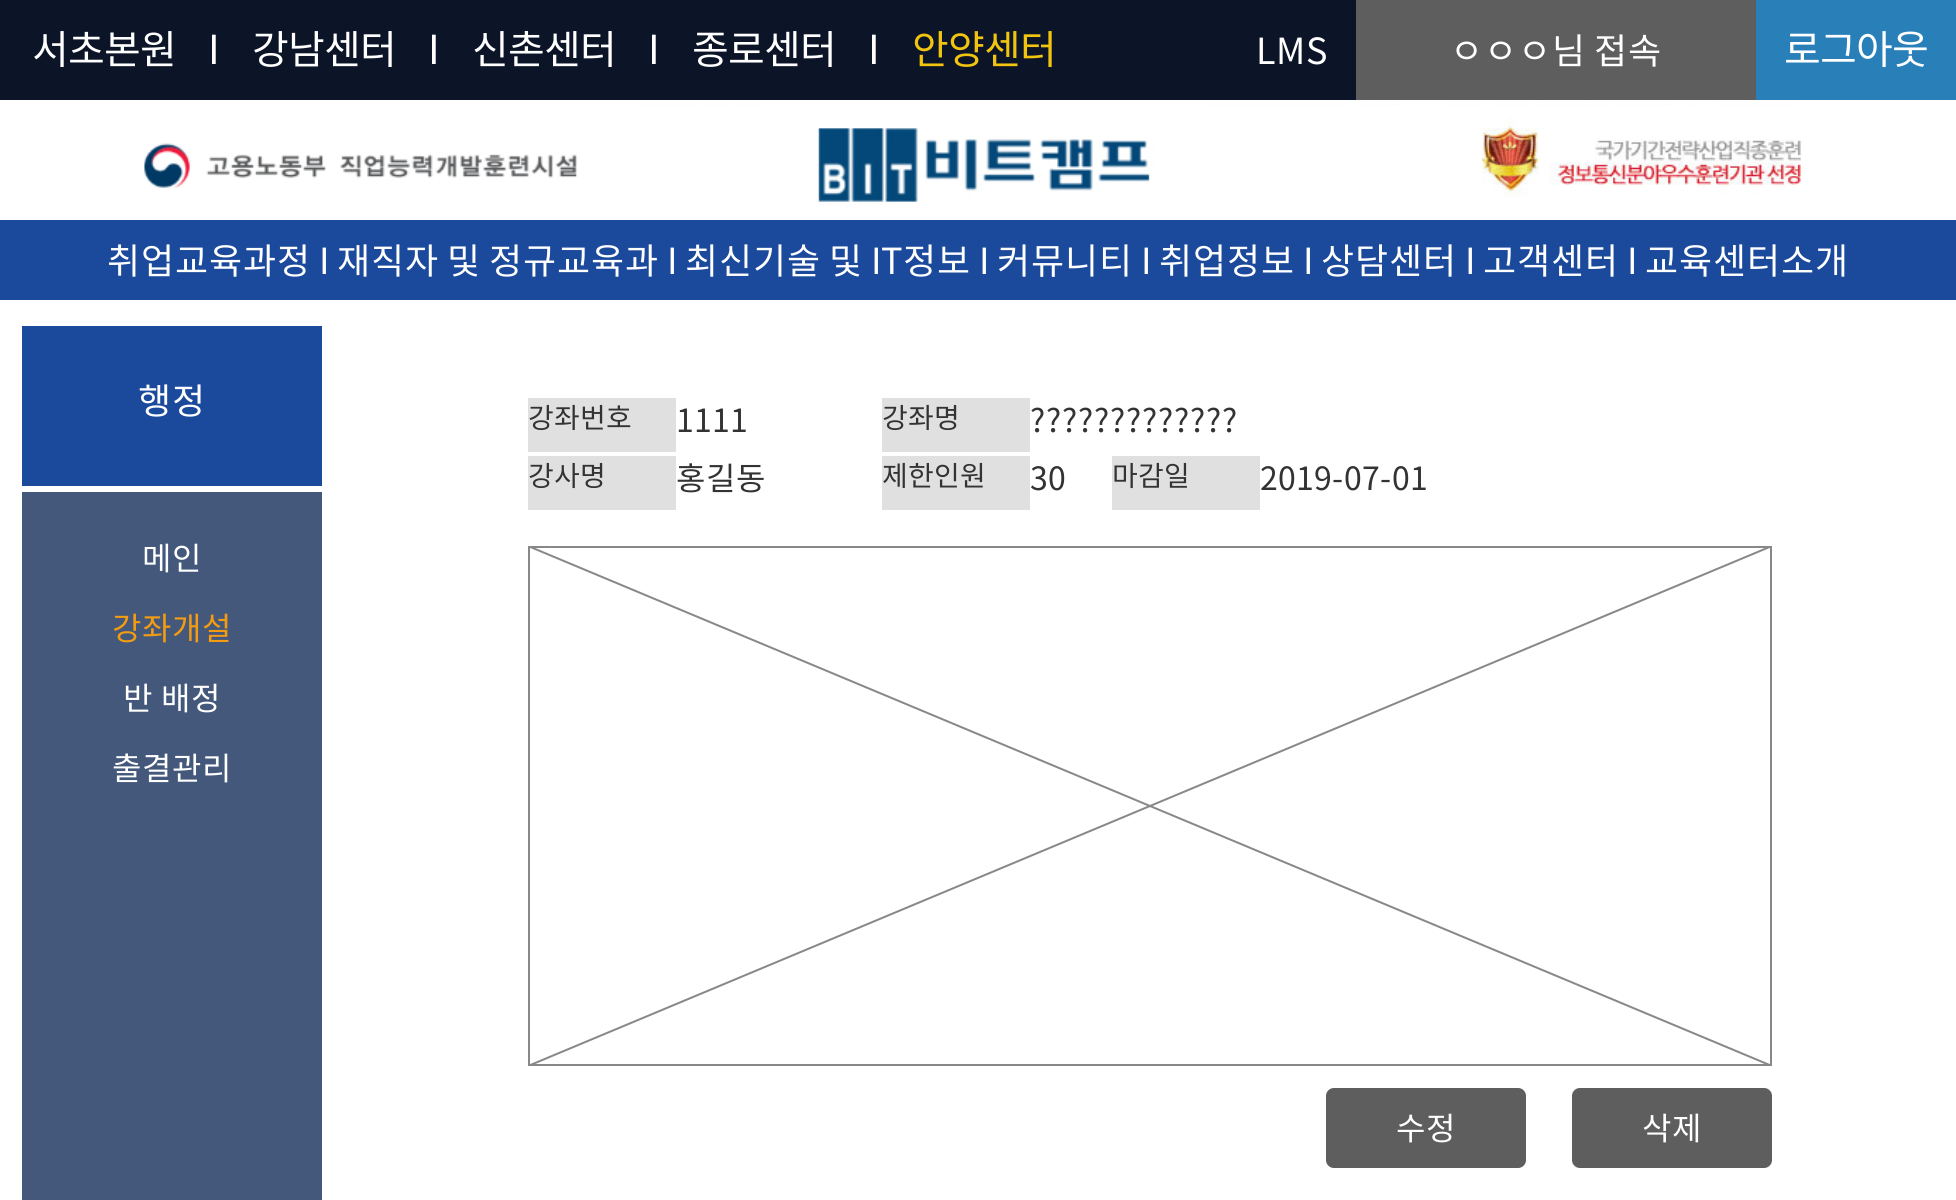 서초본원 I 강남센터 I 신촌센터 I 종로센터 I 안양센터 LMS ㅇㅇㅇ님 접속 로그아웃
고용노동부 직업능력개발훈련시설
BIT비트캠프
국가기간전략산업직종훈련
정보통신분야우수훈련기관 선정
취업교육과정 I 재직자 및 정규교육과 I 최신기술 및 IT정보 I 커뮤니티 I 취업정보 I 상담센터 I 고객센터 I 교육센터소개
행정
메인
강좌개설
반 배정
출결관리
강좌번호 1111 강좌명 ?????????????
강사명 홍길동 제한인원 30 마감일 2019-07-01
수정 삭제